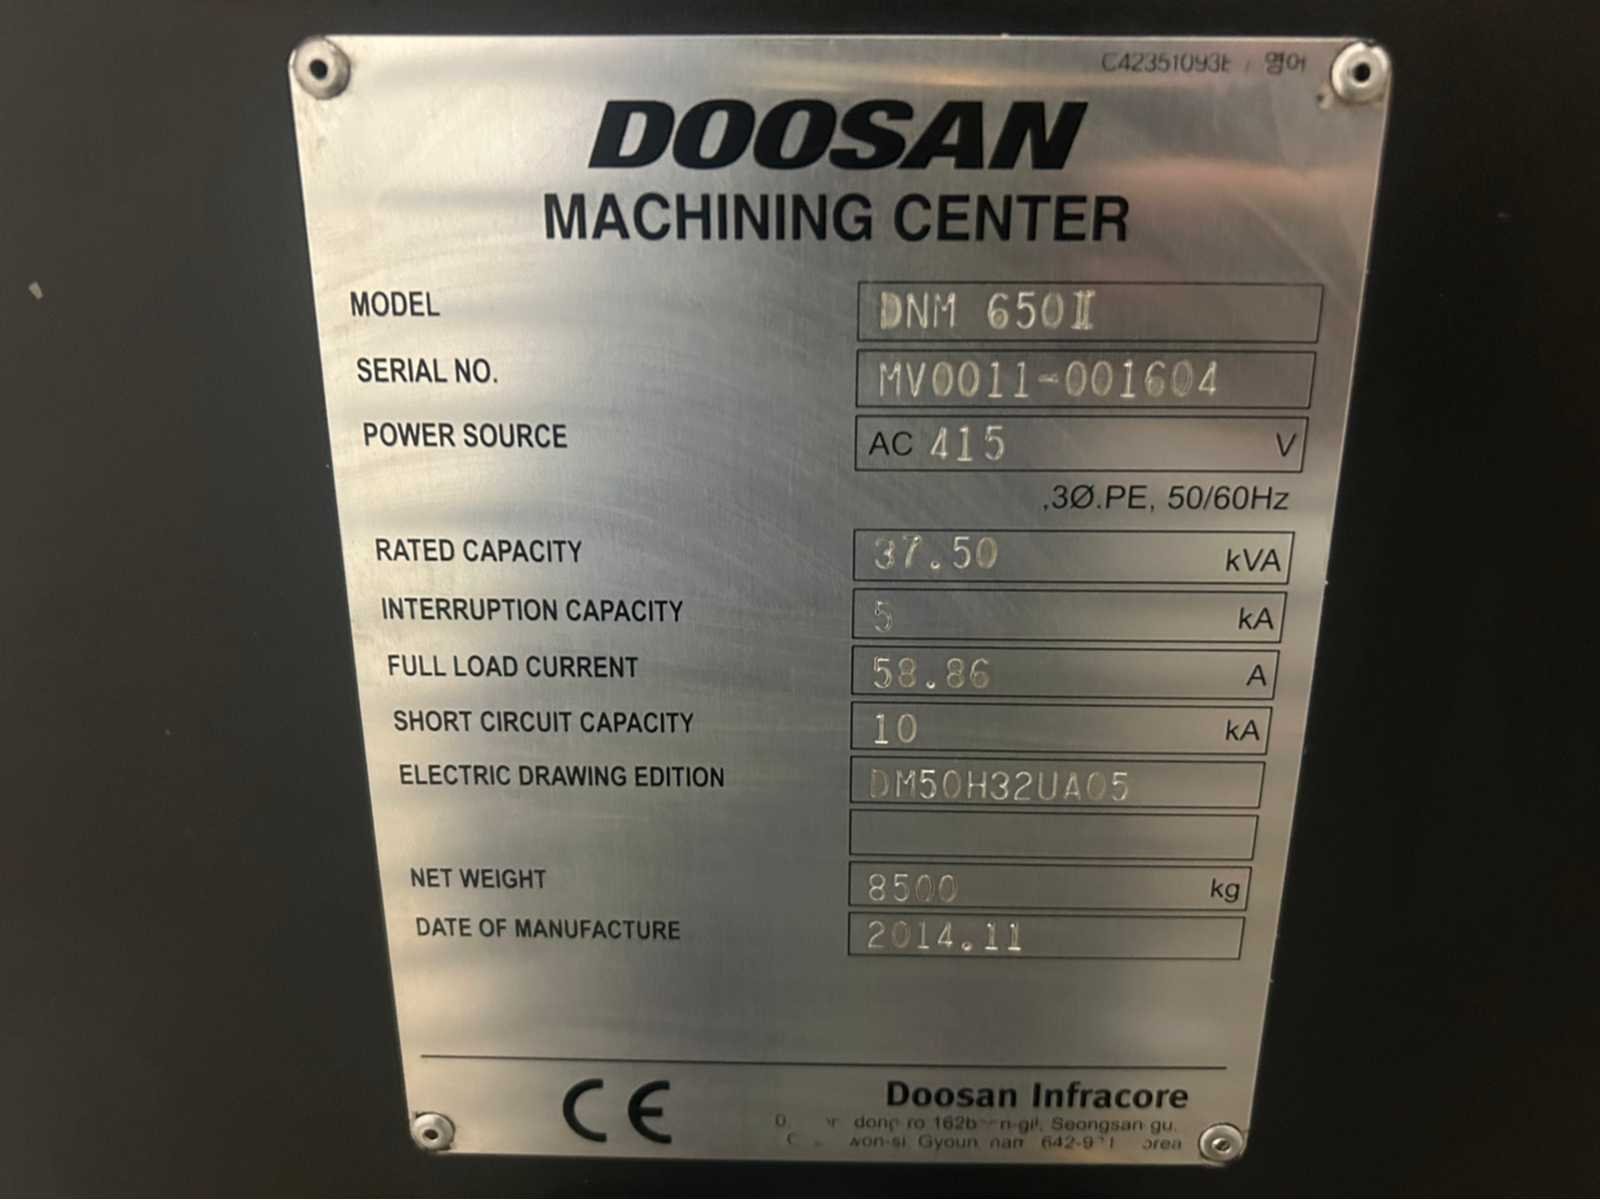 영어
DOOSAN
MACHINING CENTER
MODEL DNM 650Ⅱ
SERIAL NO. MV0011-001604
POWER SOURCE AC 415 V
,3Ø.PE, 50/60Hz
RATED CAPACITY 37.50 kVA
INTERRUPTION CAPACITY 5 kA
FULL LOAD CURRENT 58.86 A
SHORT CIRCUIT CAPACITY 10 kA
ELECTRIC DRAWING EDITION DM50H32UA05
NET WEIGHT 8500 kg
DATE OF MANUFACTURE 2014.11
CE Doosan Infracore
Seongsan gu,